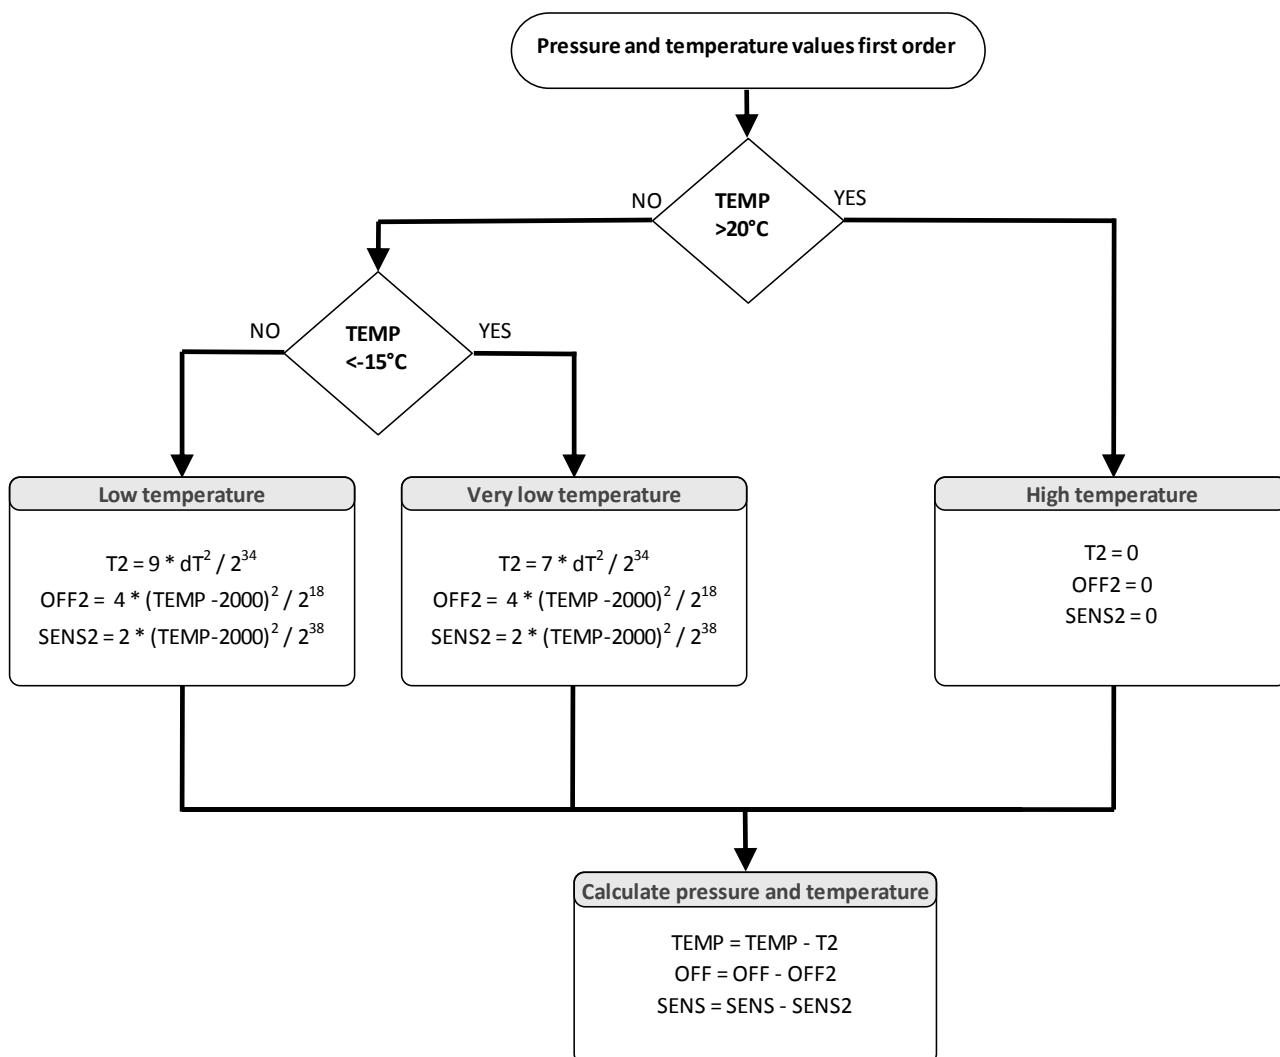 Pressure and temperature values first order
NO
TEMP
>20°C
YES
NO
TEMP
<-15°C
YES
Low temperature
T2 = 9 * dT² / 2³⁴
OFF2 = 4 * (TEMP -2000)² / 2¹⁸
SENS2 = 2 * (TEMP-2000)² / 2³⁸
Very low temperature
T2 = 7 * dT² / 2³⁴
OFF2 = 4 * (TEMP -2000)² / 2¹⁸
SENS2 = 2 * (TEMP-2000)² / 2³⁸
High temperature
T2 = 0
OFF2 = 0
SENS2 = 0
Calculate pressure and temperature
TEMP = TEMP - T2
OFF = OFF - OFF2
SENS = SENS - SENS2